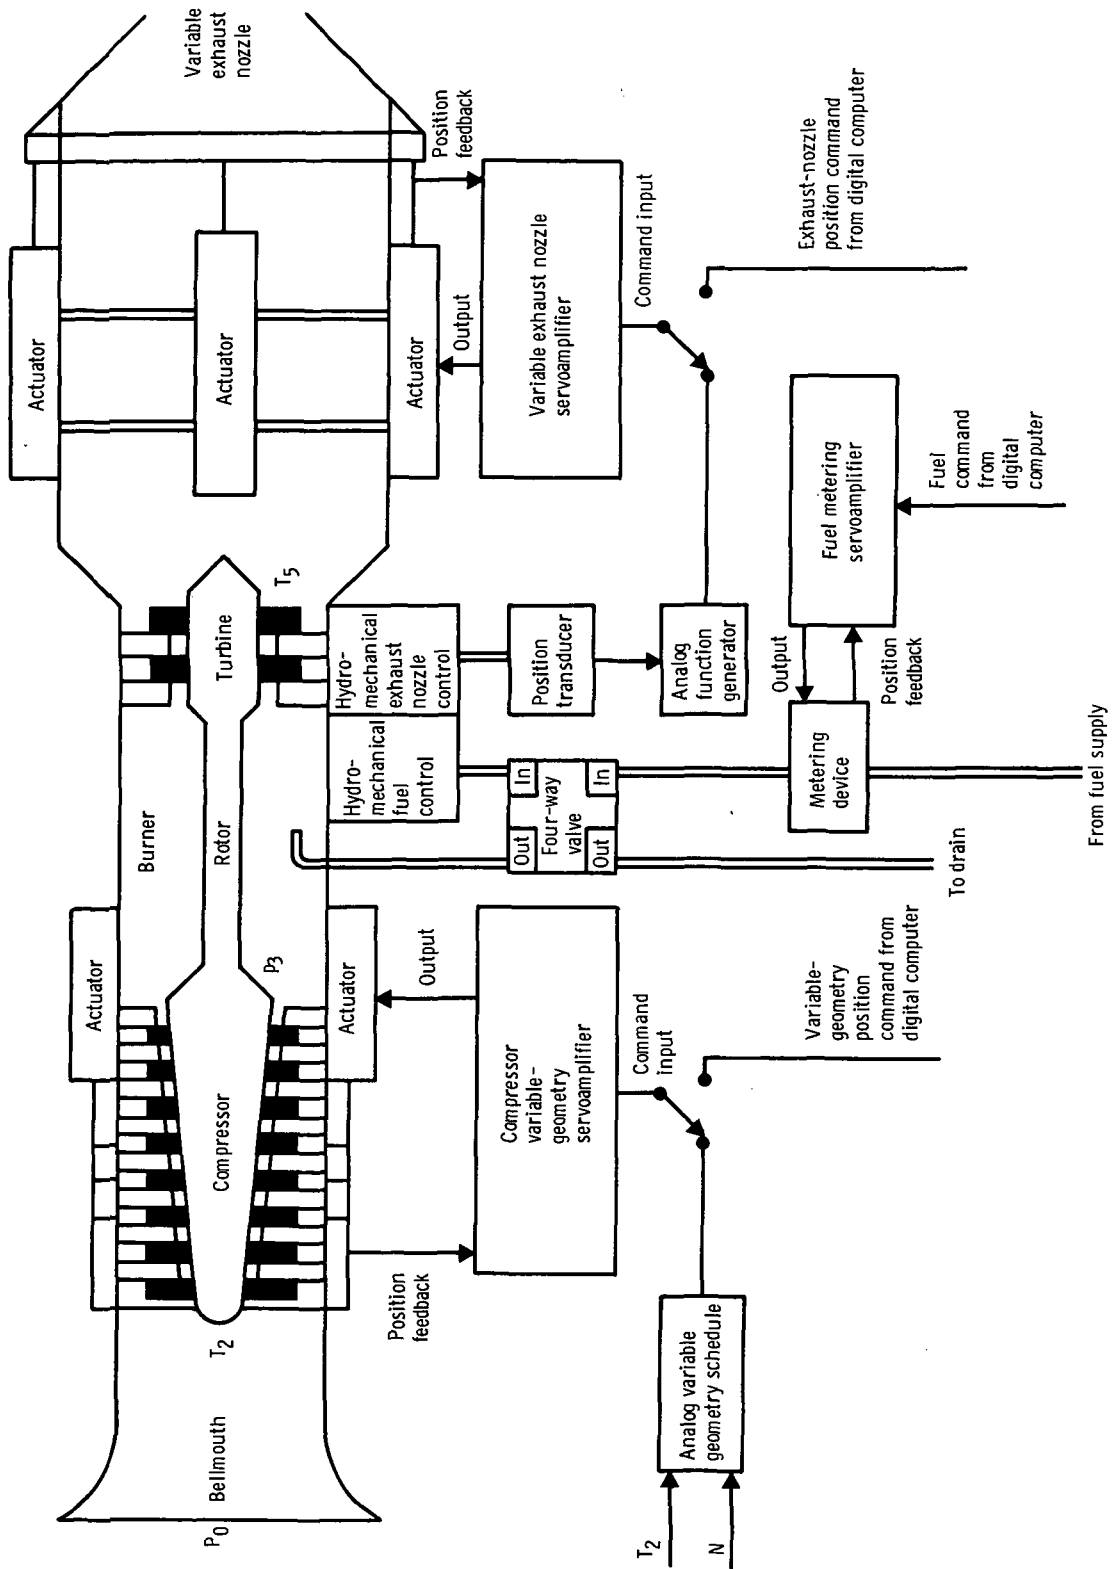 Variable
exhaust
nozzle
Actuator
Actuator
Actuator
Position
feedback
Output
Variable exhaust nozzle
servoamplifier
Command input
Exhaust-nozzle
position command
from digital computer
T5
Turbine
Rotor
Burner
Hydro-
mechanical
exhaust
nozzle
control
Hydro-
mechanical
fuel
control
Position
transducer
Analog
function
generator
Fuel metering
servoamplifier
Fuel
command
from
digital
computer
Output
Position
feedback
Metering
device
In
In
Four-way
valve
Out
Out
From fuel supply
To drain
Actuator
Actuator
P3
Compressor
Output
Compressor
variable-
geometry
servoamplifier
Command
input
Variable-
geometry
position
command from
digital computer
Position
feedback
T2
Bellmouth
P0
Analog variable
geometry schedule
T2
N